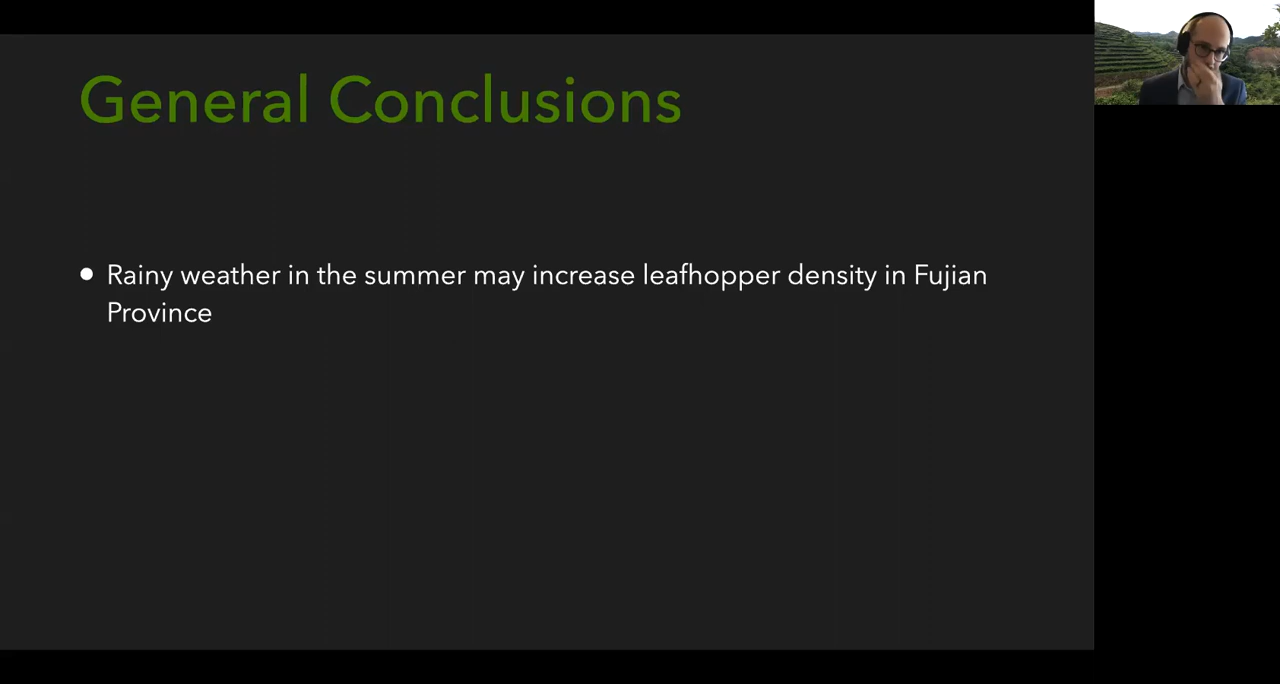 General Conclusions
• Rainy weather in the summer may increase leafhopper density in Fujian
Province